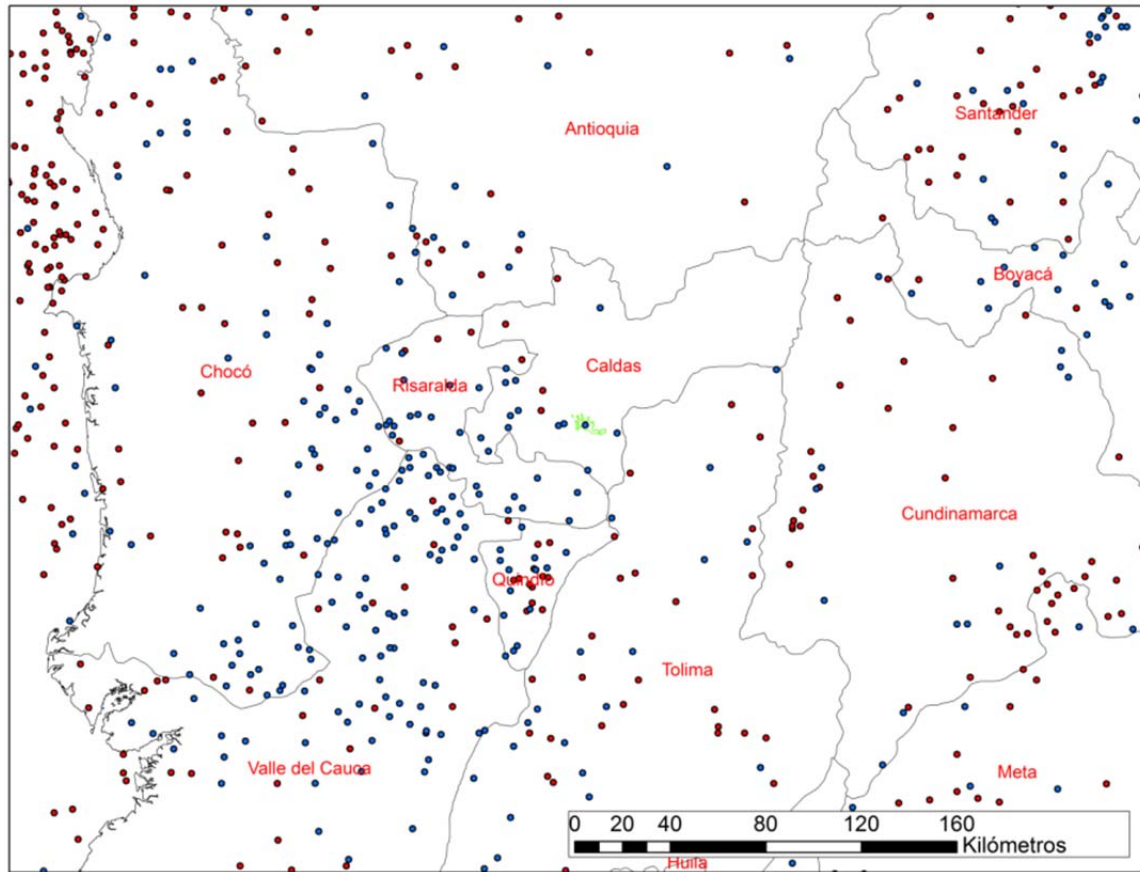 Santander
Antioquia
Boyacá
Chocó
Risaralda
Caldas
Cundinamarca
Quindío
Tolima
Valle del Cauca
Meta
0 20 40 80 120 160
Kilómetros
Huila